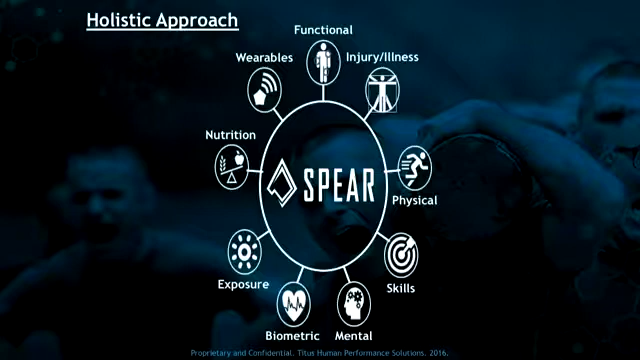 Holistic Approach
Functional
Wearables
Injury/Illness
Nutrition
SPEAR
Physical
Exposure
Skills
Biometric
Mental
Proprietary and Confidential. Titus Human Performance Solutions. 2016.